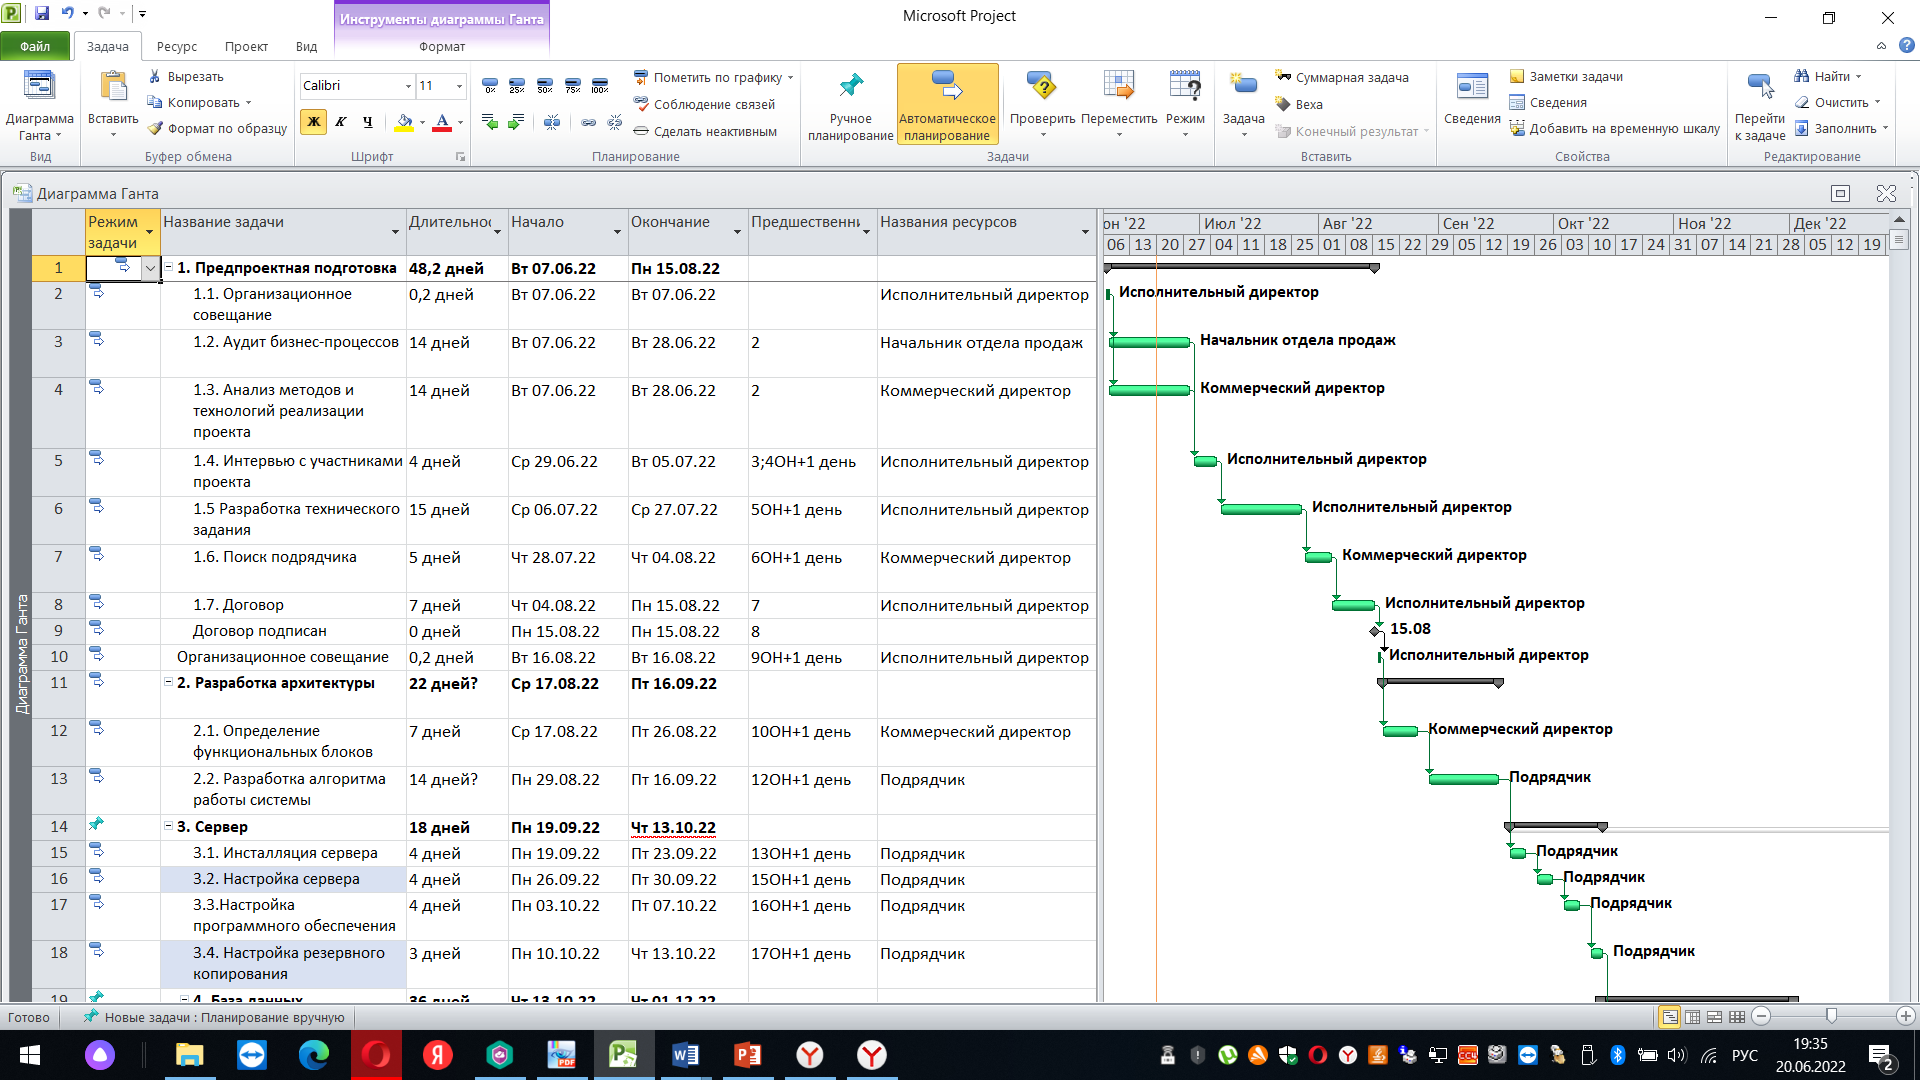 Инструменты диаграммы Ганта
Microsoft Project
Файл Задача Ресурс Проект Вид Формат
Диаграмма Ганта
Вид
Вставить
Вырезать
Копировать
Формат по образцу
Буфер обмена
Calibri 11
Ж К Ч
Шрифт
0% 25% 50% 75% 100%
Пометить по графику
Соблюдение связей
Сделать неактивным
Планирование
Ручное планирование
Автоматическое планирование
Проверить
Переместить
Режим
Задачи
Задача
Суммарная задача
Веха
Конечный результат
Вставить
Сведения
Заметки задачи
Сведения
Добавить на временную шкалу
Свойства
Перейти к задаче
Найти
Очистить
Заполнить
Редактирование
Диаграмма Ганта
Режим задачи Название задачи Длительнос Начало Окончание Предшественни Названия ресурсов
он '22 Июл '22 Авг '22 Сен '22 Окт '22 Ноя '22 Дек '22
06 13 20 27 04 11 18 25 01 08 15 22 29 05 12 19 26 03 10 17 24 31 07 14 21 28 05 12 19
1 1. Предпроектная подготовка 48,2 дней Вт 07.06.22 Пн 15.08.22
2 1.1. Организационное совещание 0,2 дней Вт 07.06.22 Вт 07.06.22 Исполнительный директор
Исполнительный директор
3 1.2. Аудит бизнес-процессов 14 дней Вт 07.06.22 Вт 28.06.22 2 Начальник отдела продаж
Начальник отдела продаж
4 1.3. Анализ методов и технологий реализации проекта 14 дней Вт 07.06.22 Вт 28.06.22 2 Коммерческий директор
Коммерческий директор
5 1.4. Интервью с участниками проекта 4 дней Ср 29.06.22 Вт 05.07.22 3;4ОН+1 день Исполнительный директор
Исполнительный директор
6 1.5 Разработка технического задания 15 дней Ср 06.07.22 Ср 27.07.22 5ОН+1 день Исполнительный директор
Исполнительный директор
7 1.6. Поиск подрядчика 5 дней Чт 28.07.22 Чт 04.08.22 6ОН+1 день Коммерческий директор
Коммерческий директор
8 1.7. Договор 7 дней Чт 04.08.22 Пн 15.08.22 7 Исполнительный директор
Исполнительный директор
9 Договор подписан 0 дней Пн 15.08.22 Пн 15.08.22 8
15.08
10 Организационное совещание 0,2 дней Вт 16.08.22 Вт 16.08.22 9ОН+1 день Исполнительный директор
Исполнительный директор
11 2. Разработка архитектуры 22 дней? Ср 17.08.22 Пт 16.09.22
12 2.1. Определение функциональных блоков 7 дней Ср 17.08.22 Пт 26.08.22 10ОН+1 день Коммерческий директор
Коммерческий директор
13 2.2. Разработка алгоритма работы системы 14 дней? Пн 29.08.22 Пт 16.09.22 12ОН+1 день Подрядчик
Подрядчик
14 3. Сервер 18 дней Пн 19.09.22 Чт 13.10.22
15 3.1. Инсталляция сервера 4 дней Пн 19.09.22 Пт 23.09.22 13ОН+1 день Подрядчик
Подрядчик
16 3.2. Настройка сервера 4 дней Пн 26.09.22 Пт 30.09.22 15ОН+1 день Подрядчик
Подрядчик
17 3.3.Настройка программного обеспечения 4 дней Пн 03.10.22 Пт 07.10.22 16ОН+1 день Подрядчик
Подрядчик
18 3.4. Настройка резервного копирования 3 дней Пн 10.10.22 Чт 13.10.22 17ОН+1 день Подрядчик
Подрядчик
19 4. База данных 36 дней Чт 13.10.22 Чт 01.12.22
Диаграмма Ганта
Готово Новые задачи : Планирование вручную
РУС
19:35
20.06.2022
2